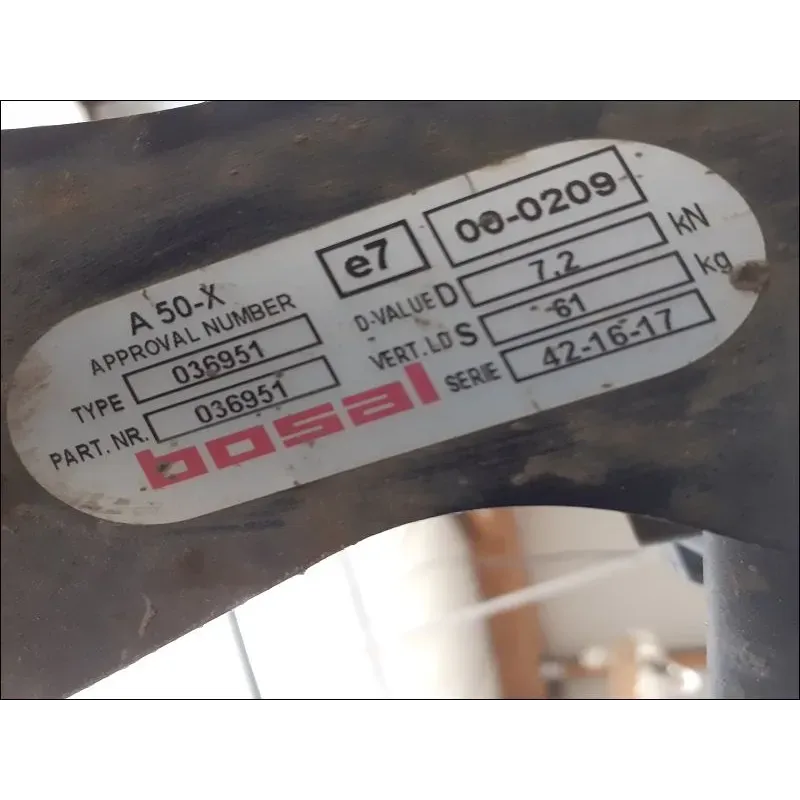 A 50-X
APPROVAL NUMBER e7 00-0209
TYPE 036951 D-VALUE D 7,2 kN
PART. NR. 036951 VERT. LD S 61 kg
bosal SERIE 42-16-17